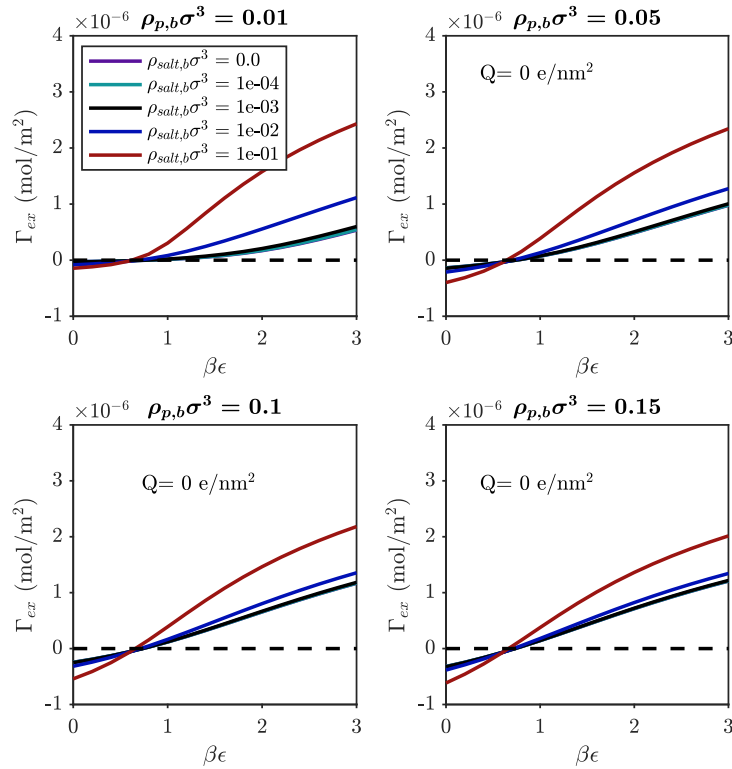 ×10⁻⁶ ρₚ,bσ³ = 0.01
4
3
2
1
0
-1
Γₑₓ (mol/m²)
ρsalt,bσ³ = 0.0
ρsalt,bσ³ = 1e-04
ρsalt,bσ³ = 1e-03
ρsalt,bσ³ = 1e-02
ρsalt,bσ³ = 1e-01
0 1 2 3
βϵ
×10⁻⁶ ρₚ,bσ³ = 0.05
4
3
2
1
0
-1
Γₑₓ (mol/m²)
Q= 0 e/nm²
0 1 2 3
βϵ
×10⁻⁶ ρₚ,bσ³ = 0.1
4
3
2
1
0
-1
Γₑₓ (mol/m²)
Q= 0 e/nm²
0 1 2 3
βϵ
×10⁻⁶ ρₚ,bσ³ = 0.15
4
3
2
1
0
-1
Γₑₓ (mol/m²)
Q= 0 e/nm²
0 1 2 3
βϵ